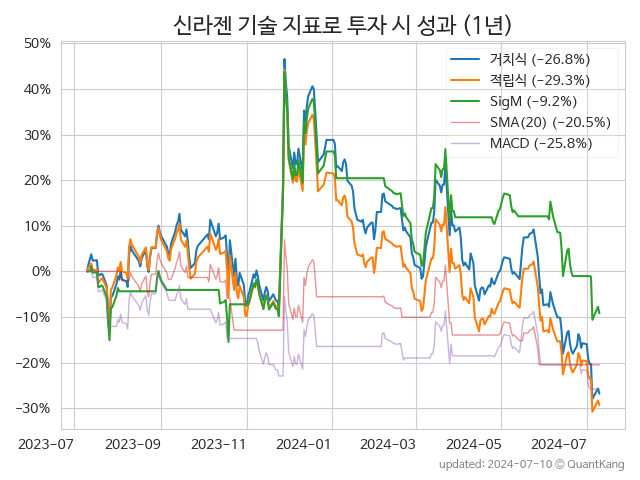 신라젠 기술 지표로 투자 시 성과 (1년)
50%
40%
30%
20%
10%
0%
−10%
−20%
−30%
거치식 (−26.8%)
적립식 (−29.3%)
SigM (−9.2%)
SMA(20) (−20.5%)
MACD (−25.8%)
2023-07 2023-09 2023-11 2024-01 2024-03 2024-05 2024-07
updated: 2024-07-10 ⓒ QuantKang